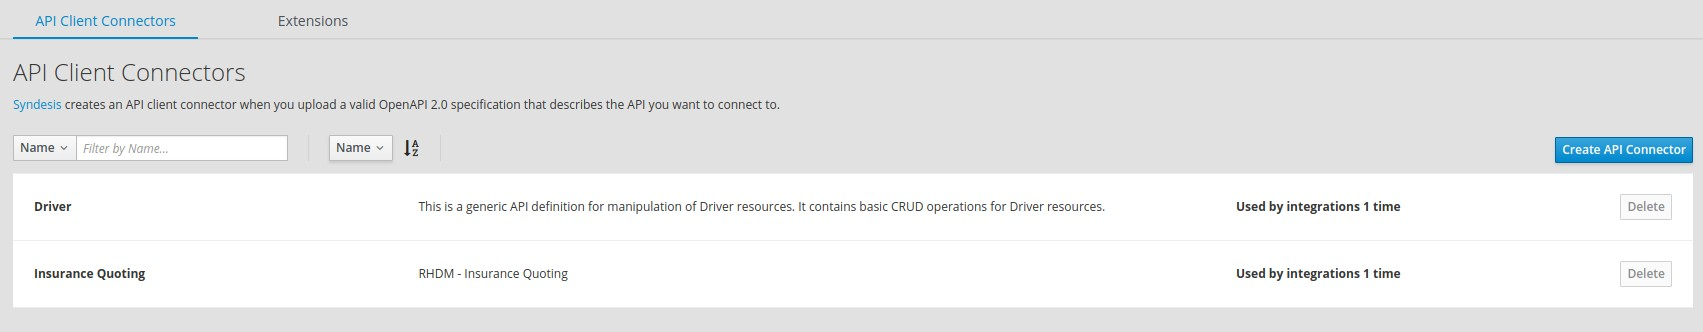 API Client Connectors Extensions
API Client Connectors
Syndesis creates an API client connector when you upload a valid OpenAPI 2.0 specification that describes the API you want to connect to.
Name Filter by Name... Name A Z Create API Connector
Driver This is a generic API definition for manipulation of Driver resources. It contains basic CRUD operations for Driver resources. Used by integrations 1 time Delete
Insurance Quoting RHDM - Insurance Quoting Used by integrations 1 time Delete